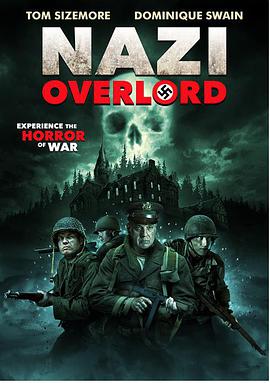 TOM SIZEMORE DOMINIQUE SWAIN
NAZI
OVERLORD
EXPERIENCE THE
HORROR
OF WAR